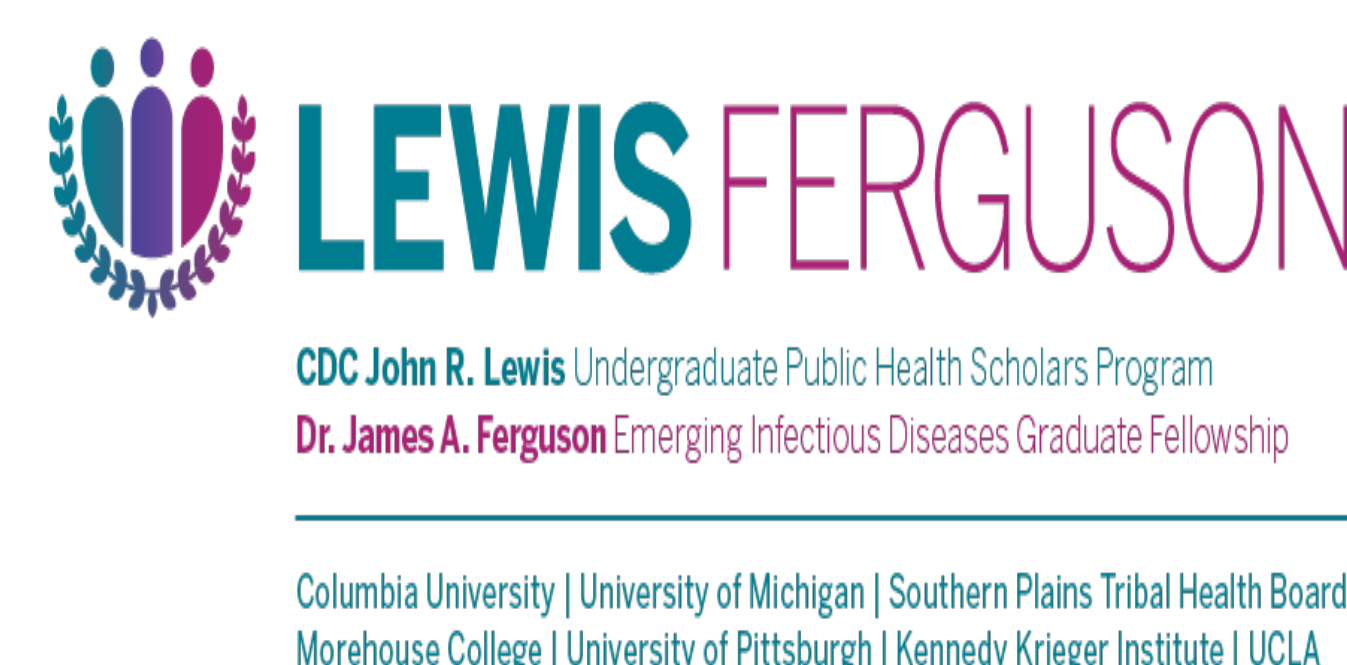 LEWIS FERGUSON
CDC John R. Lewis Undergraduate Public Health Scholars Program
Dr. James A. Ferguson Emerging Infectious Diseases Graduate Fellowship
Columbia University | University of Michigan | Southern Plains Tribal Health Board
Morehouse College | University of Pittsburgh | Kennedy Krieger Institute | UCLA